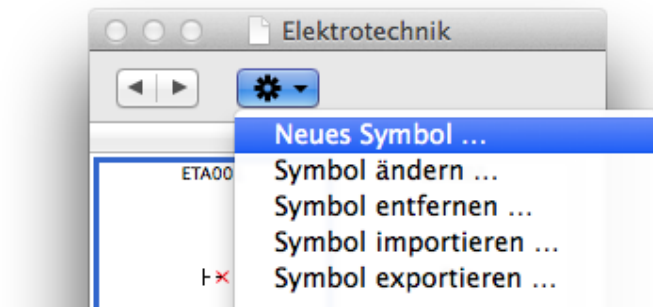 Elektrotechnik
Neues Symbol ...
ETA00
Symbol ändern ...
Symbol entfernen ...
Symbol importieren ...
Symbol exportieren ...